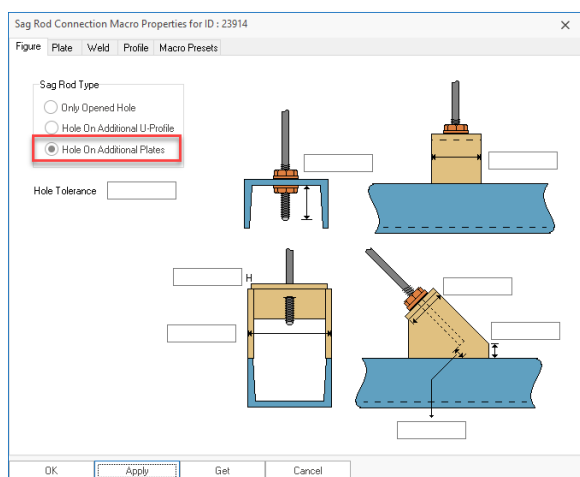 Sag Rod Connection Macro Properties for ID : 23914
Figure Plate Weld Profile Macro Presets
Sag Rod Type
Only Opened Hole
Hole On Additional U-Profile
Hole On Additional Plates
Hole Tolerance
H
OK Apply Get Cancel